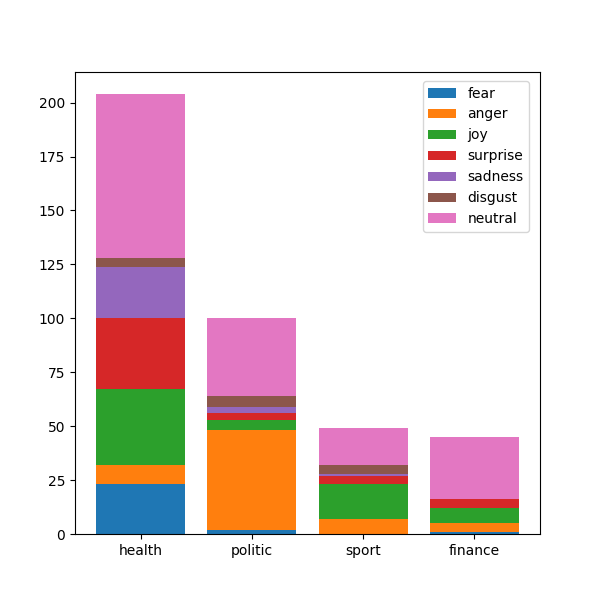 200
175
150
125
100
75
50
25
0
health
politic
sport
finance
fear
anger
joy
surprise
sadness
disgust
neutral